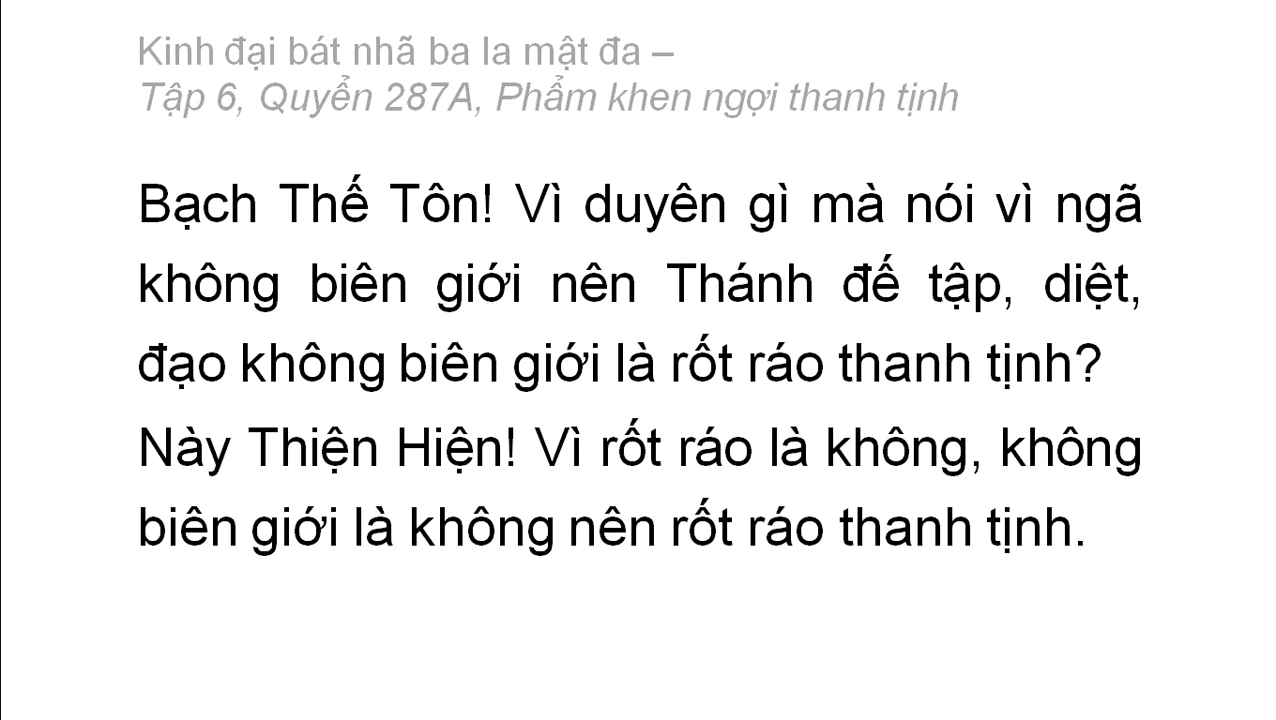 Kinh đại bát nhã ba la mật đa –
Tập 6, Quyển 287A, Phẩm khen ngợi thanh tịnh
Bạch Thế Tôn! Vì duyên gì mà nói vì ngã
không biên giới nên Thánh đế tập, diệt,
đạo không biên giới là rốt ráo thanh tịnh?
Này Thiện Hiện! Vì rốt ráo là không, không
biên giới là không nên rốt ráo thanh tịnh.